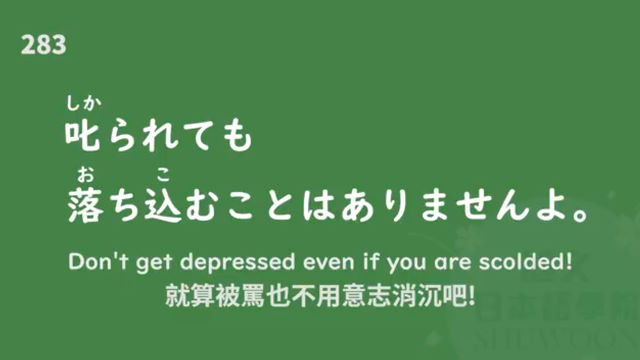 283
しか
叱られても
お こ
落ち込むことはありませんよ。
Don't get depressed even if you are scolded!
就算被罵也不用意志消沉吧!
日本語學院
SHUWOON